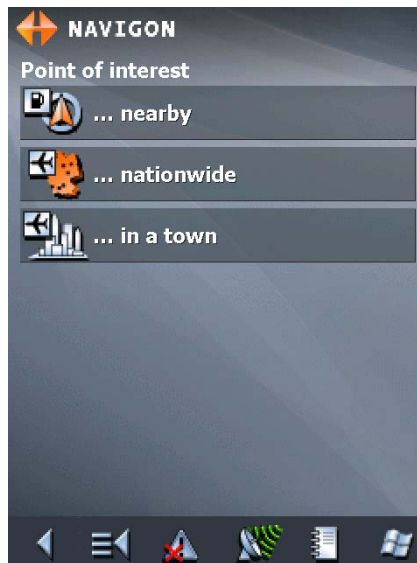 NAVIGON
Point of interest
... nearby
... nationwide
... in a town